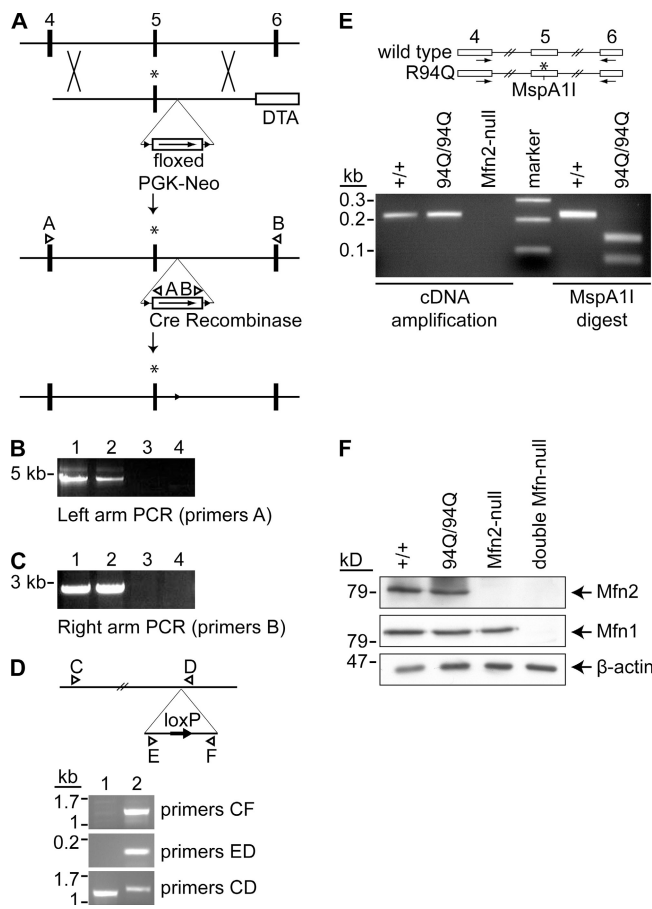 A
4 5 6
*
DTA
floxed
PGK-Neo
*
A B
A B
Cre Recombinase
*
B
1 2 3 4
5 kb-
Left arm PCR (primers A)
C
1 2 3 4
3 kb-
Right arm PCR (primers B)
D
C D
loxP
E F
kb 1 2
1.7
1
primers CF
0.2
primers ED
1.7
1
primers CD
E
4 5 6
wild type
R94Q *
MspA1I
kb
+/+
94Q/94Q
Mfn2-null
marker
+/+
94Q/94Q
0.3
0.2
0.1
cDNA
amplification
MspA1I
digest
F
kD
+/+
94Q/94Q
Mfn2-null
double Mfn-null
79- Mfn2
79- Mfn1
47- β-actin